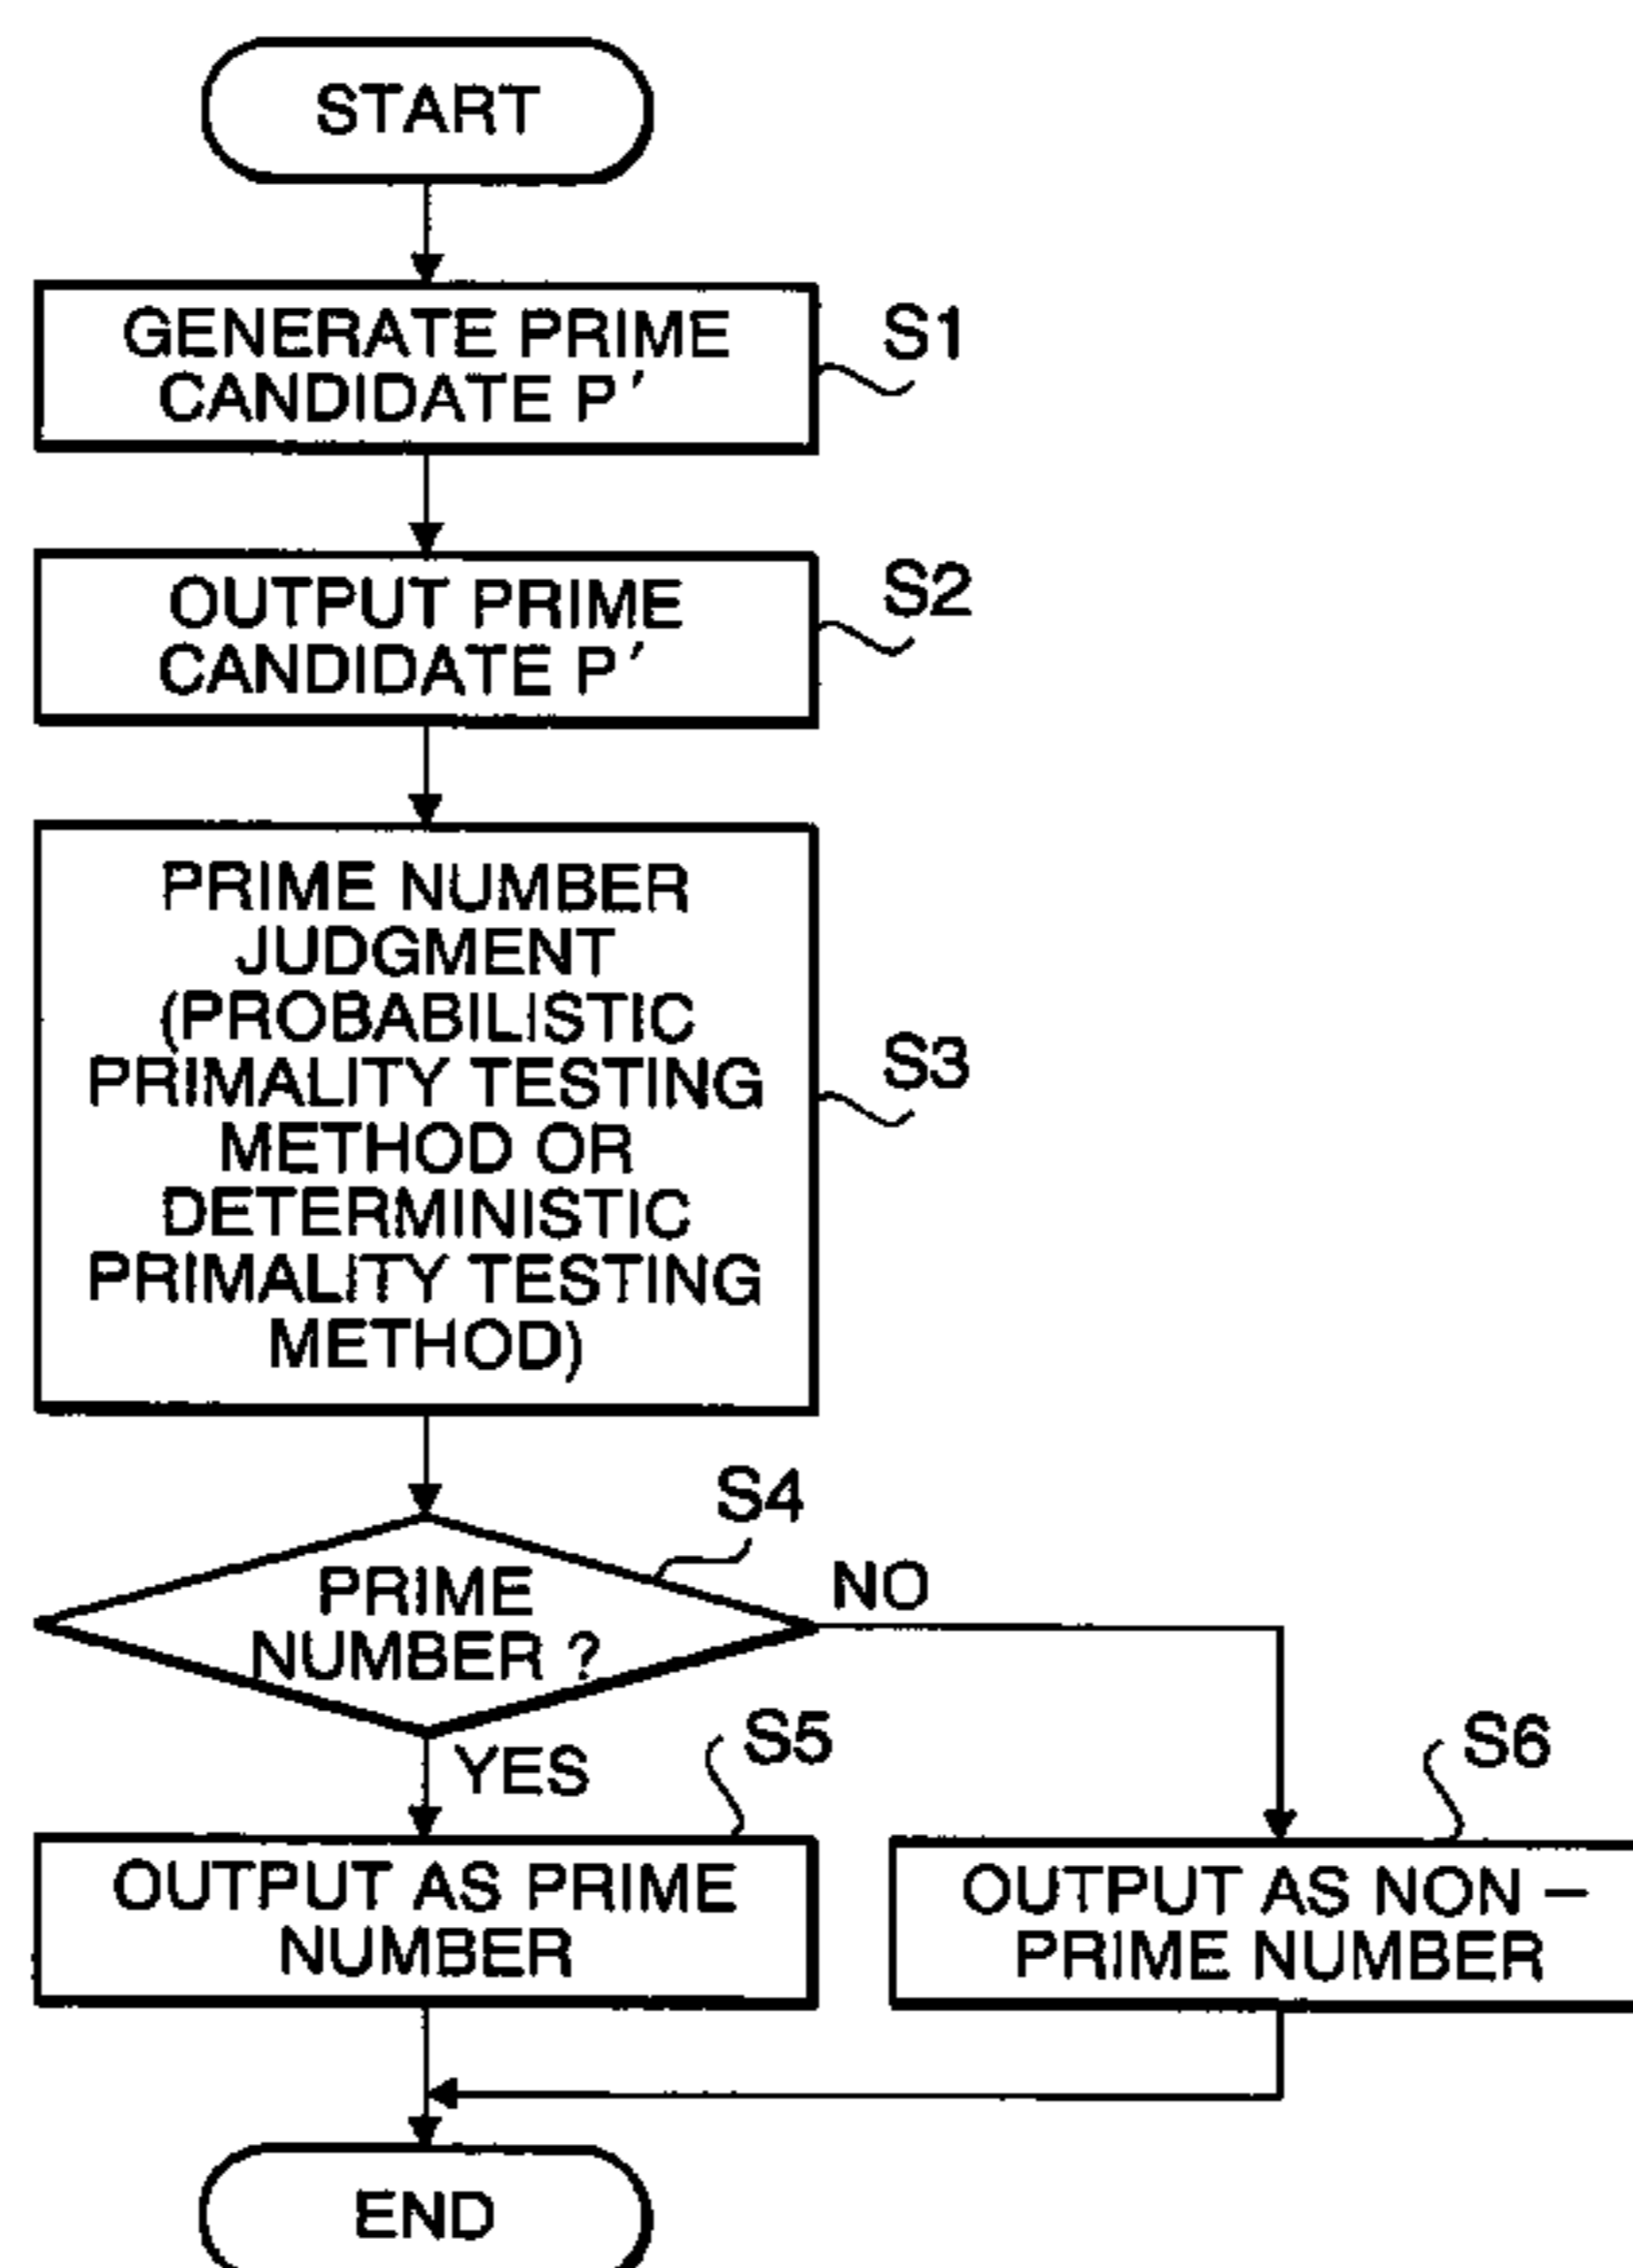 START
GENERATE PRIME
CANDIDATE P′
S1
OUTPUT PRIME
CANDIDATE P′
S2
PRIME NUMBER
JUDGMENT
(PROBABILISTIC
PRIMALITY TESTING
METHOD OR
DETERMINISTIC
PRIMALITY TESTING
METHOD)
S3
S4
PRIME
NUMBER ?
NO
YES
S5
OUTPUT AS PRIME
NUMBER
S6
OUTPUT AS NON –
PRIME NUMBER
END